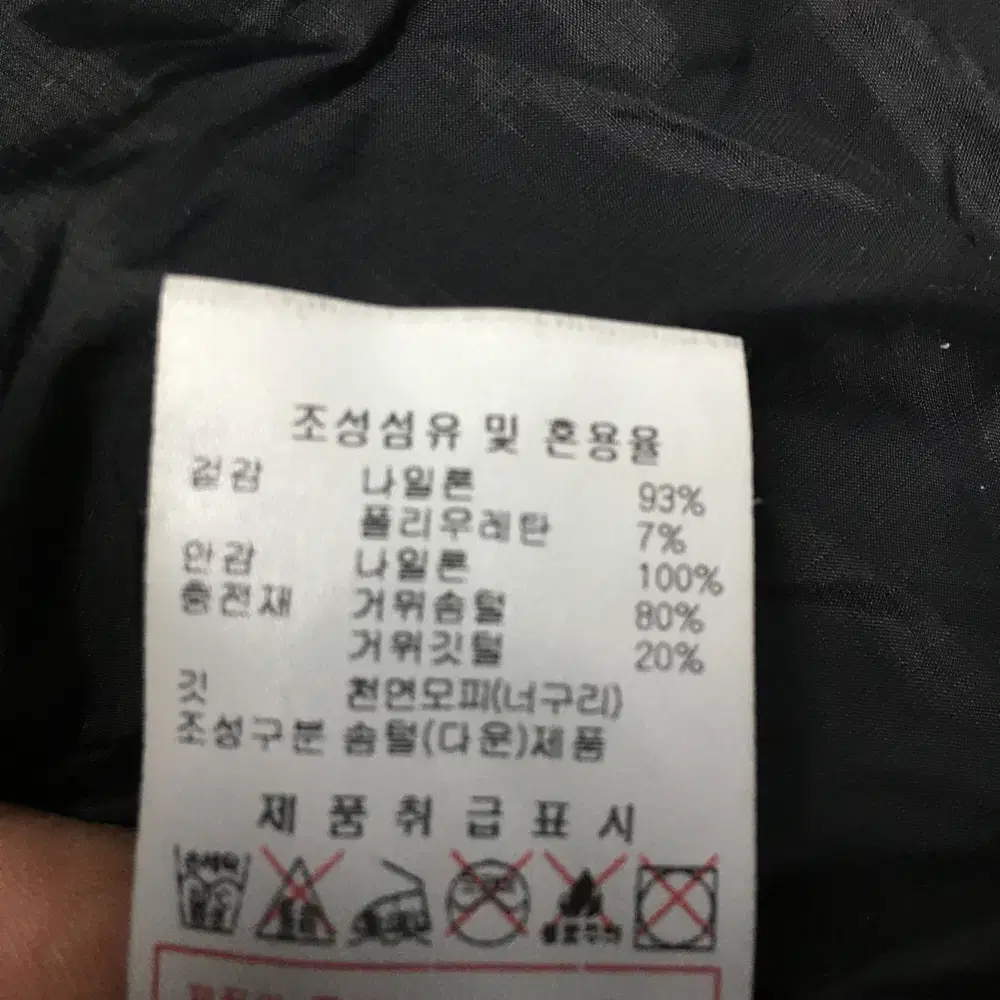 조성섬유 및 혼용율
겉감 나일론 93%
폴리우레탄 7%
안감 나일론 100%
충전재 거위솜털 80%
거위깃털 20%
깃 천연모피(너구리)
조성구분 솜털(다운)제품
제 품 취 급 표 시
손세탁